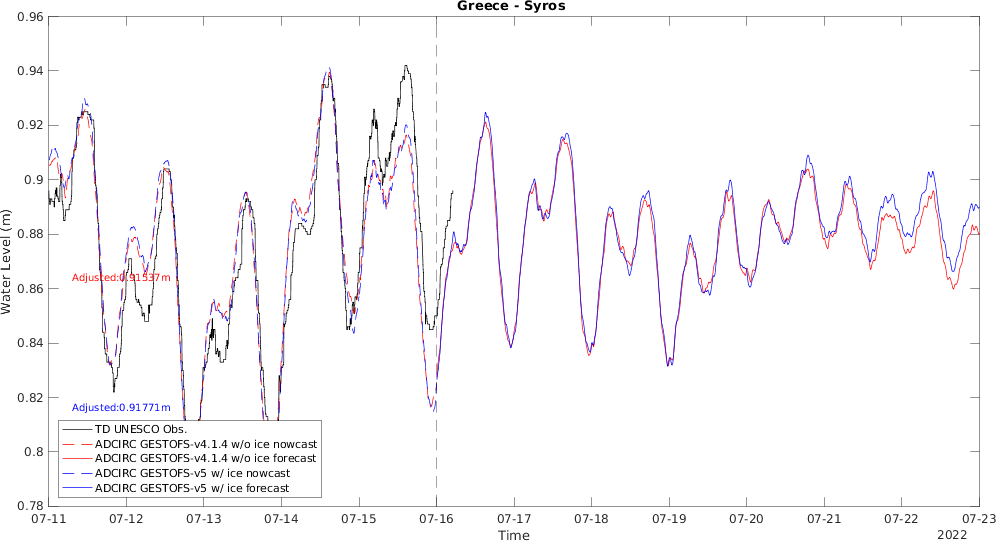 Greece - Syros
0.96
0.94
0.92
0.9
0.88
0.86
0.84
0.82
0.8
0.78
Water Level (m)
Adjusted:0.91537m
Adjusted:0.91771m
TD UNESCO Obs.
ADCIRC GESTOFS-v4.1.4 w/o ice nowcast
ADCIRC GESTOFS-v4.1.4 w/o ice forecast
ADCIRC GESTOFS-v5 w/ ice nowcast
ADCIRC GESTOFS-v5 w/ ice forecast
07-11 07-12 07-13 07-14 07-15 07-16 07-17 07-18 07-19 07-20 07-21 07-22 07-23
Time
2022